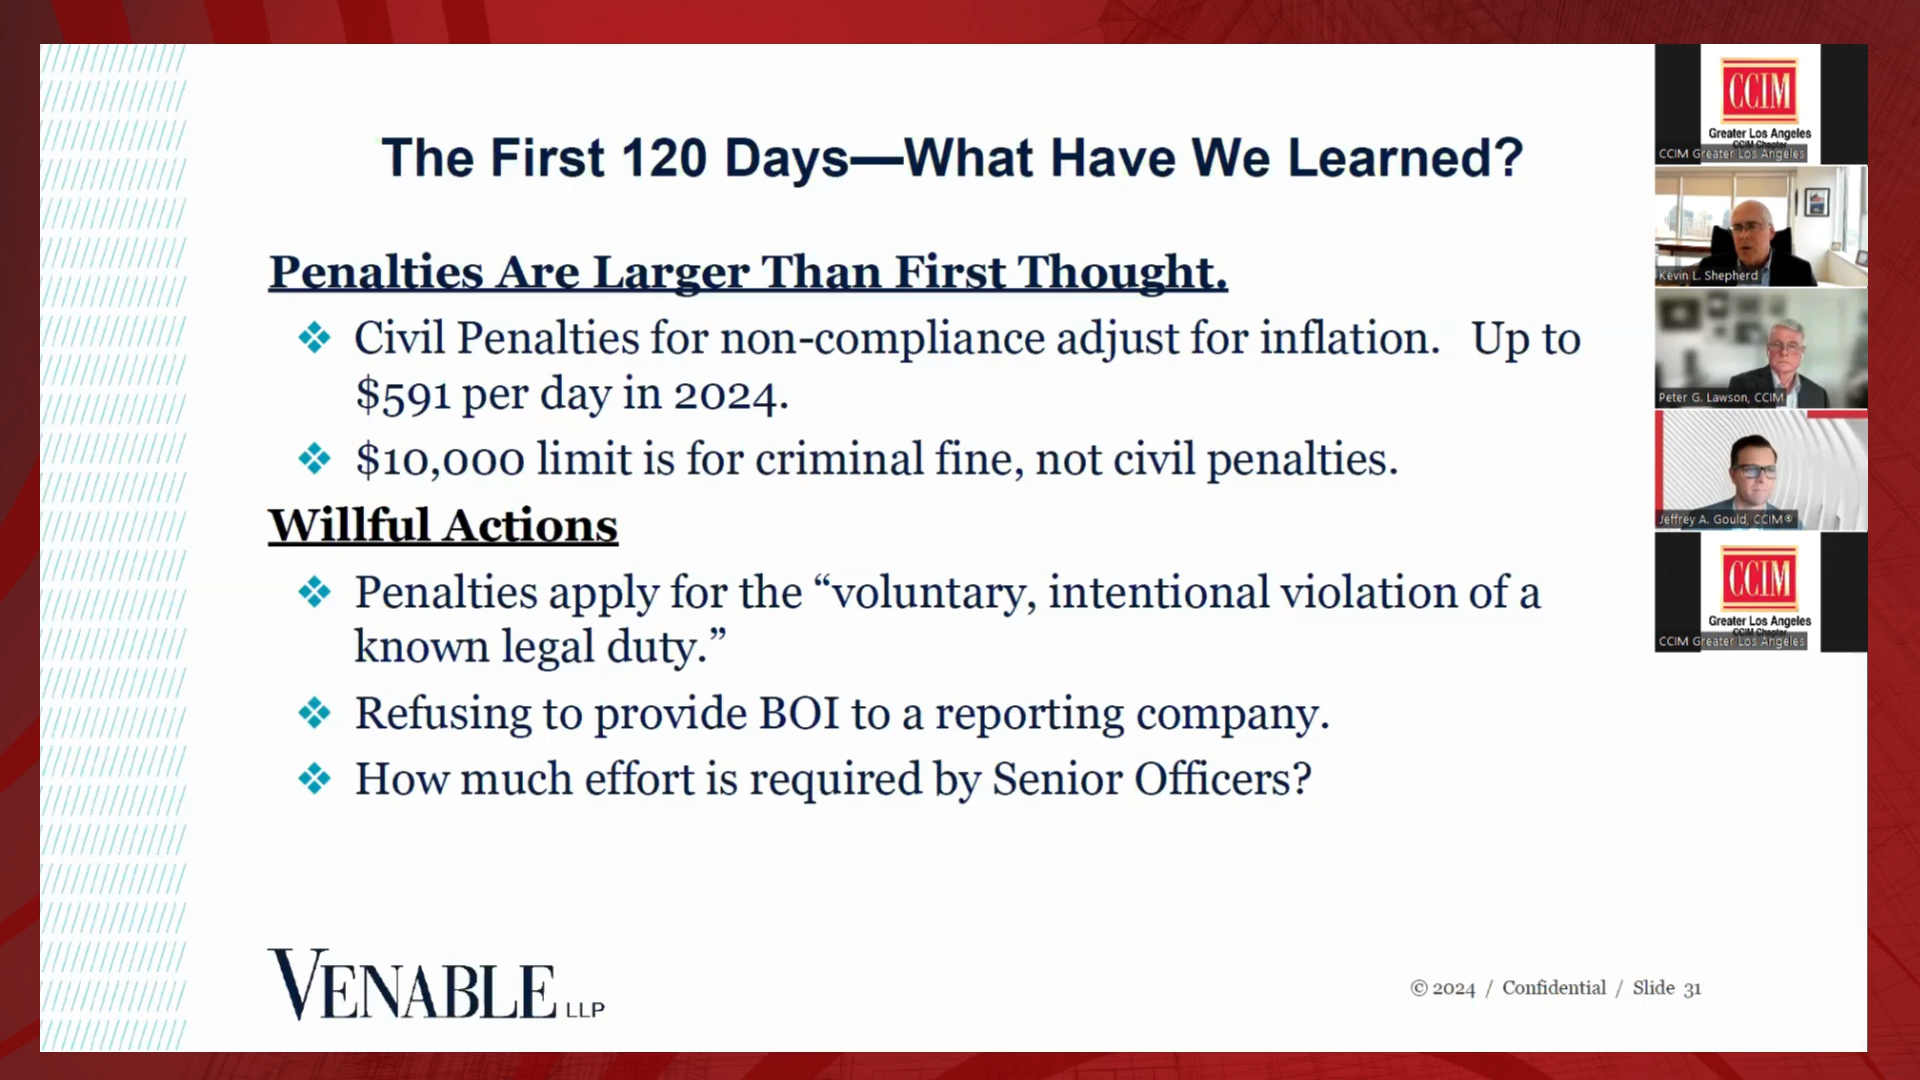 The First 120 Days—What Have We Learned?
Penalties Are Larger Than First Thought.
Civil Penalties for non-compliance adjust for inflation. Up to
$591 per day in 2024.
$10,000 limit is for criminal fine, not civil penalties.
Willful Actions
Penalties apply for the “voluntary, intentional violation of a
known legal duty.”
Refusing to provide BOI to a reporting company.
How much effort is required by Senior Officers?
VENABLE LLP
© 2024 / Confidential / Slide 31
CCIM
Greater Los Angeles
CCIM Chapter
CCIM Greater Los Angeles
Kevin L. Shepherd
Peter G. Lawson, CCIM
Jeffrey A. Gould, CCIM®
CCIM
Greater Los Angeles
CCIM Chapter
CCIM Greater Los Angeles